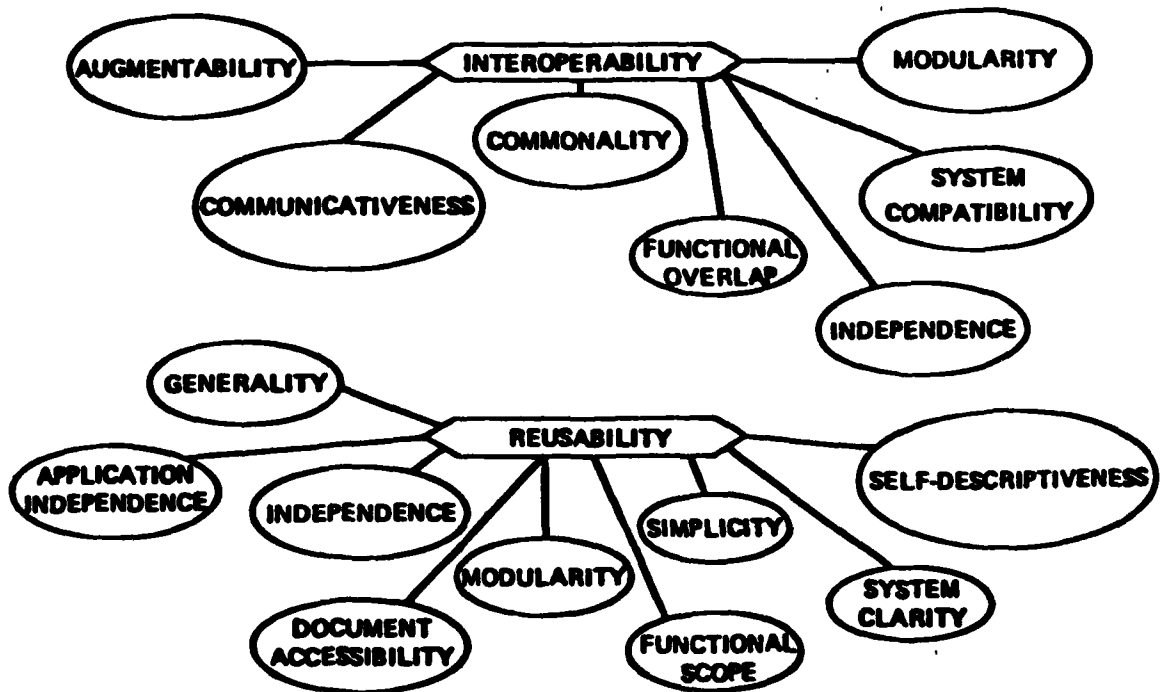 AUGMENTABILITY
INTEROPERABILITY
MODULARITY
COMMONALITY
COMMUNICATIVENESS
SYSTEM
COMPATIBILITY
FUNCTIONAL
OVERLAP
INDEPENDENCE
GENERALITY
REUSABILITY
APPLICATION
INDEPENDENCE
INDEPENDENCE
SELF-DESCRIPTIVENESS
SIMPLICITY
MODULARITY
SYSTEM
CLARITY
DOCUMENT
ACCESSIBILITY
FUNCTIONAL
SCOPE